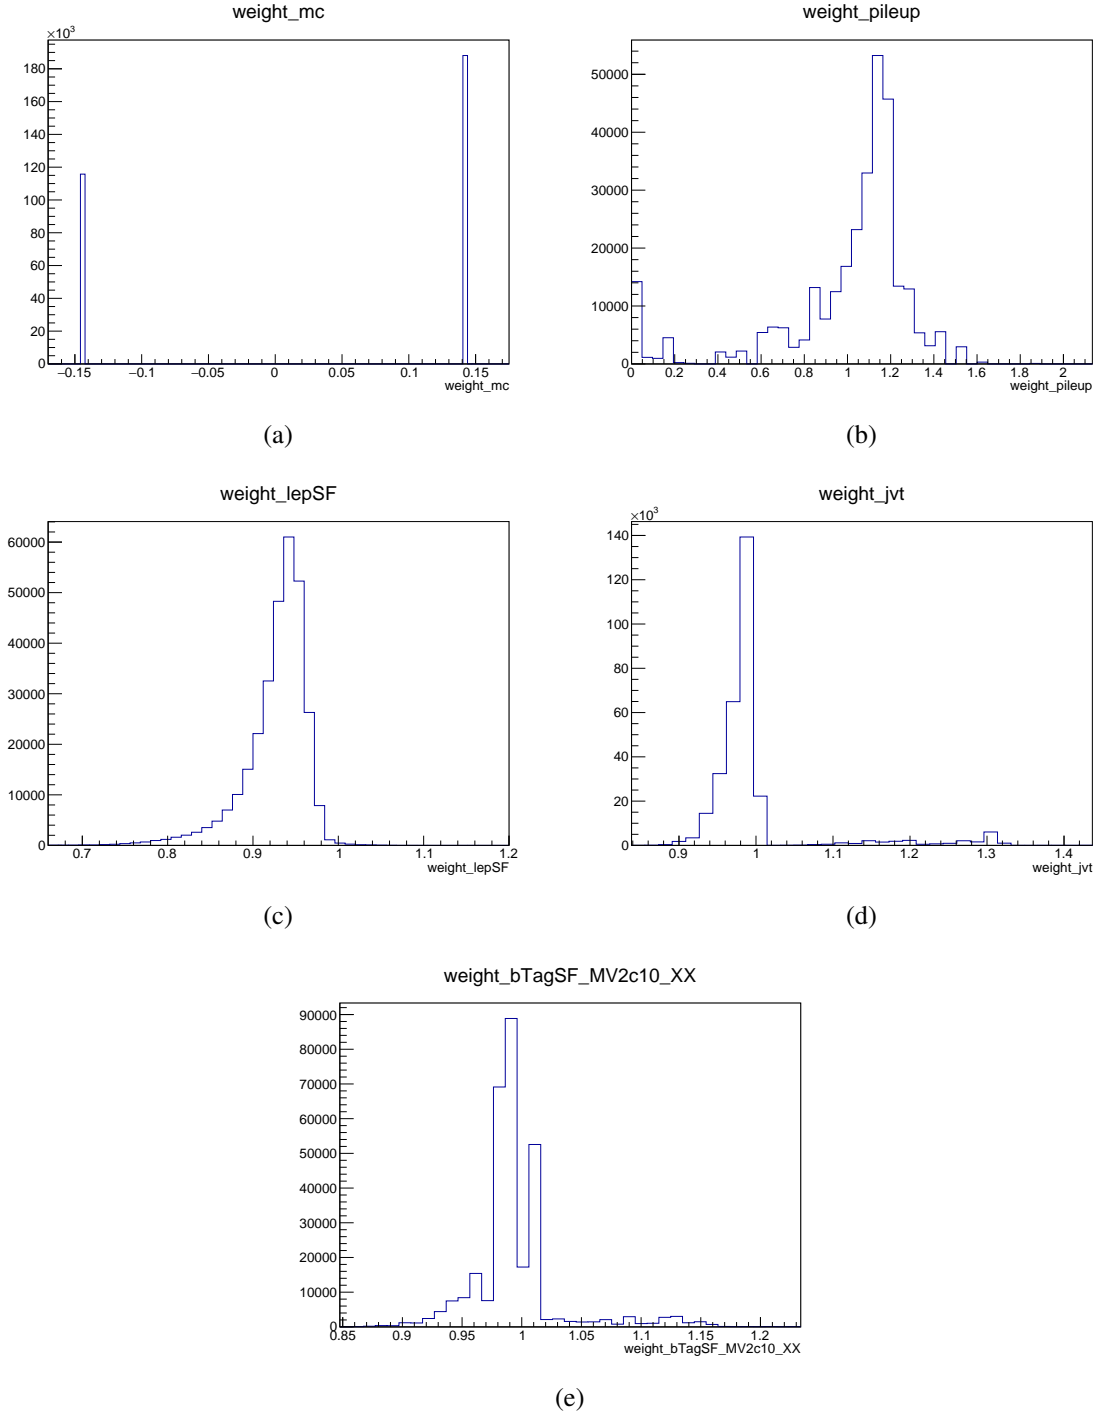 weight_mc
×10³
180
160
140
120
100
80
60
40
20
0
−0.15 −0.1 −0.05 0 0.05 0.1 0.15
weight_mc
(a)
weight_pileup
50000
40000
30000
20000
10000
0
0 0.2 0.4 0.6 0.8 1 1.2 1.4 1.6 1.8 2
weight_pileup
(b)
weight_lepSF
60000
50000
40000
30000
20000
10000
0
0.7 0.8 0.9 1 1.1 1.2
weight_lepSF
(c)
weight_jvt
×10³
140
120
100
80
60
40
20
0
0.9 1 1.1 1.2 1.3 1.4
weight_jvt
(d)
weight_bTagSF_MV2c10_XX
90000
80000
70000
60000
50000
40000
30000
20000
10000
0
0.85 0.9 0.95 1 1.05 1.1 1.15 1.2
weight_bTagSF_MV2c10_XX
(e)